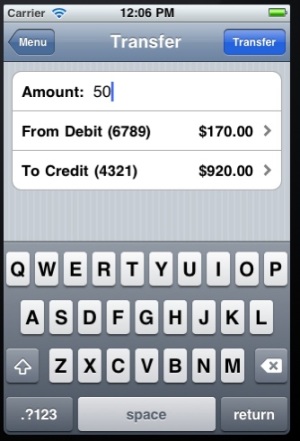 Carrier 12:06 PM
Menu Transfer Transfer
Amount: 50
From Debit (6789) $170.00
To Credit (4321) $920.00
Q W E R T Y U I O P
A S D F G H J K L
Z X C V B N M
.?123 space return